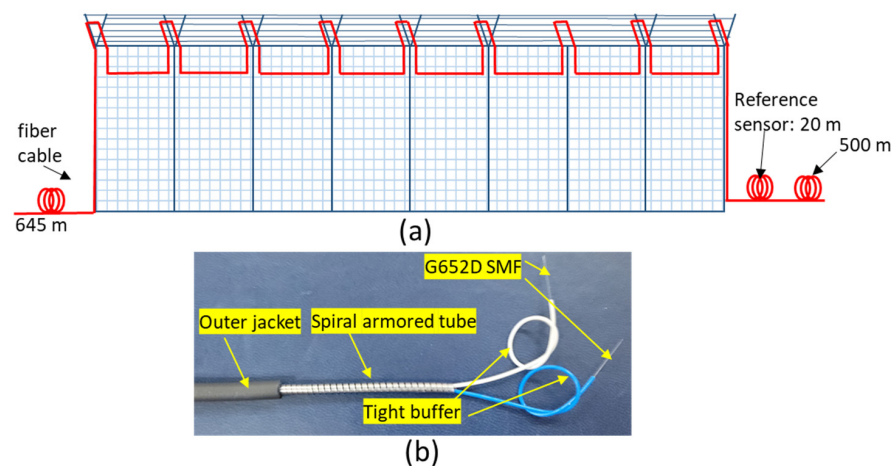 fiber
cable
645 m
Reference
sensor: 20 m
500 m
(a)
G652D SMF
Outer jacket
Spiral armored tube
Tight buffer
(b)